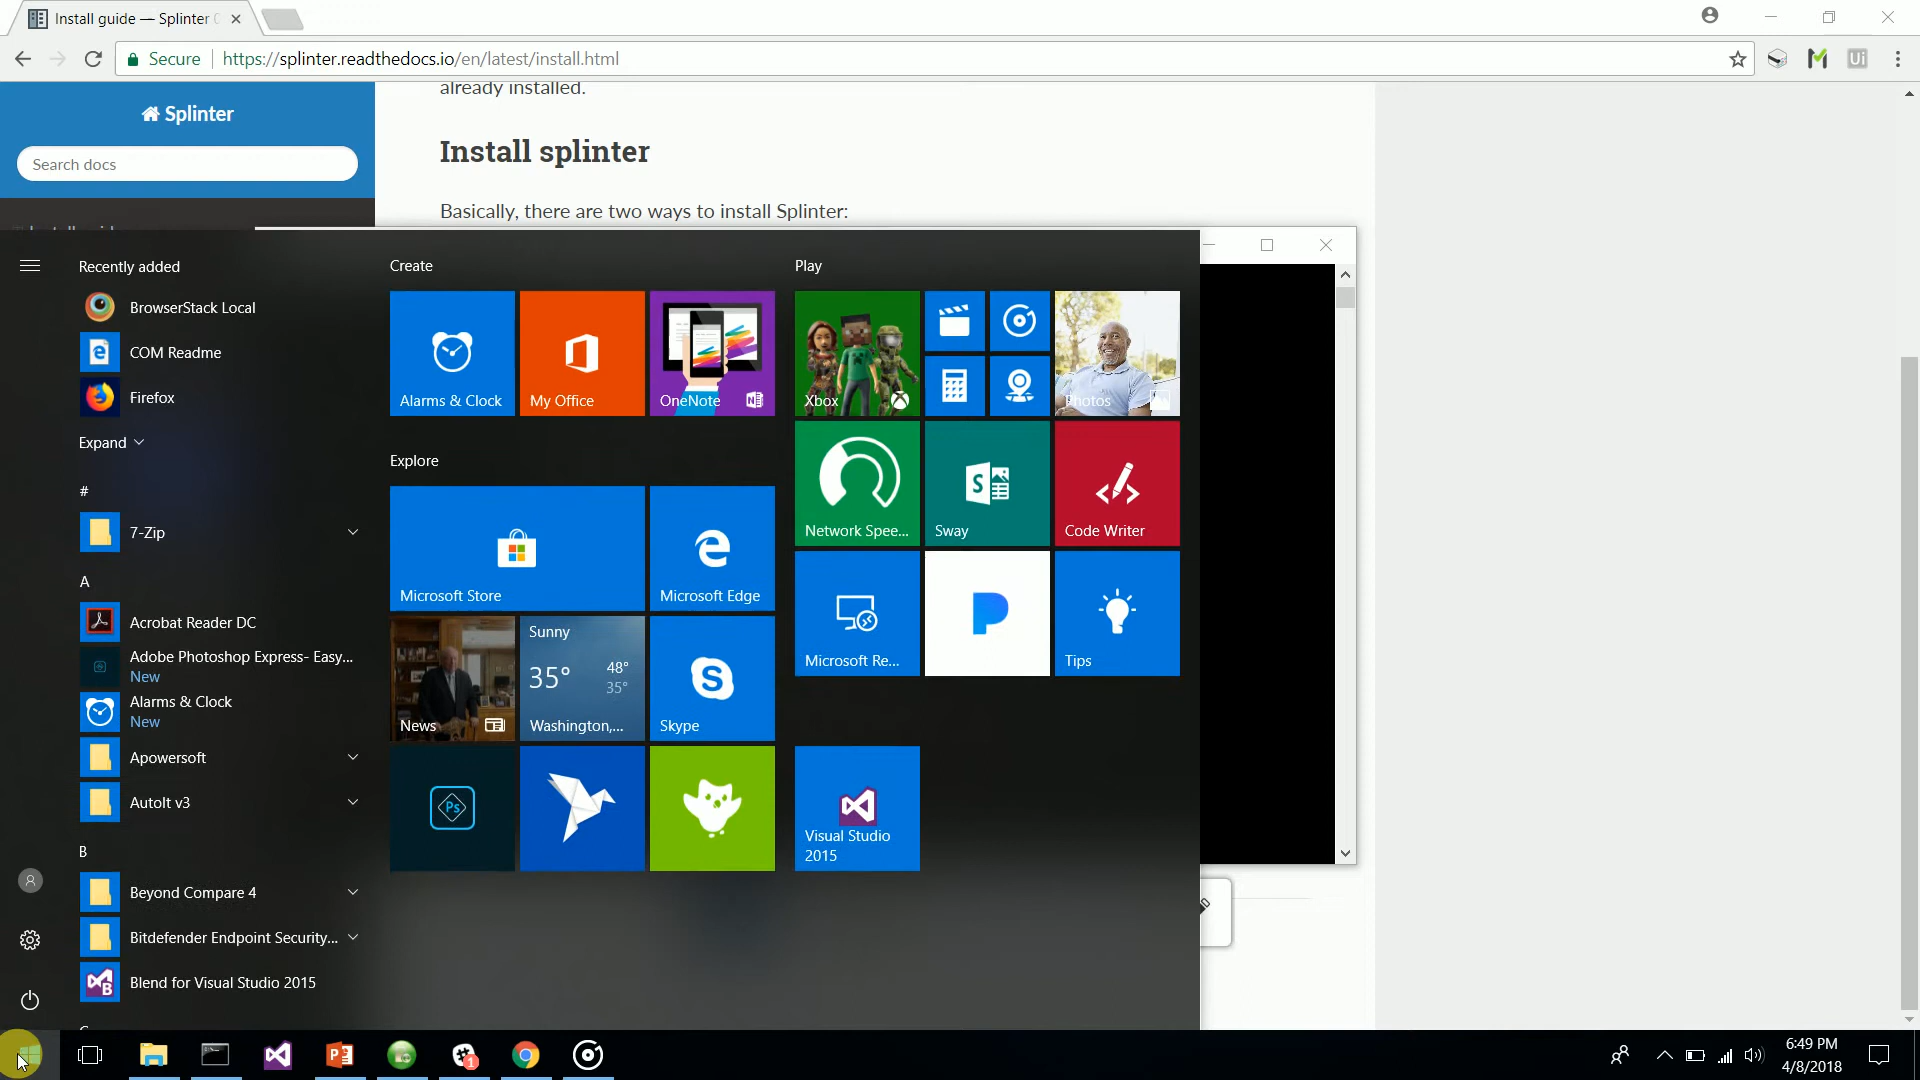 Install guide — Splinter
Secure
https://splinter.readthedocs.io/en/latest/install.html
Ui
Splinter
Search docs
already installed.
Install splinter
Basically, there are two ways to install Splinter:
Recently added
BrowserStack Local
COM Readme
Firefox
Expand
#
7-Zip
A
Acrobat Reader DC
Adobe Photoshop Express- Easy...
New
Alarms & Clock
New
Apowersoft
AutoIt v3
B
Beyond Compare 4
Bitdefender Endpoint Security...
Blend for Visual Studio 2015
Create
Alarms & Clock
My Office
OneNote
Explore
Microsoft Store
Microsoft Edge
News
Sunny
35°
48°
35°
Washington,...
Skype
Ps
Play
Xbox
Photos
Network Spee...
Sway
Code Writer
Microsoft Re...
Tips
Visual Studio
2015
1
6:49 PM
4/8/2018